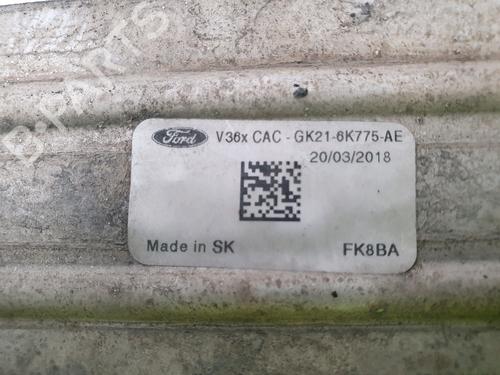 B-PARTS
Ford V36x CAC - GK21-6K775-AE
20/03/2018
Made in SK FK8BA